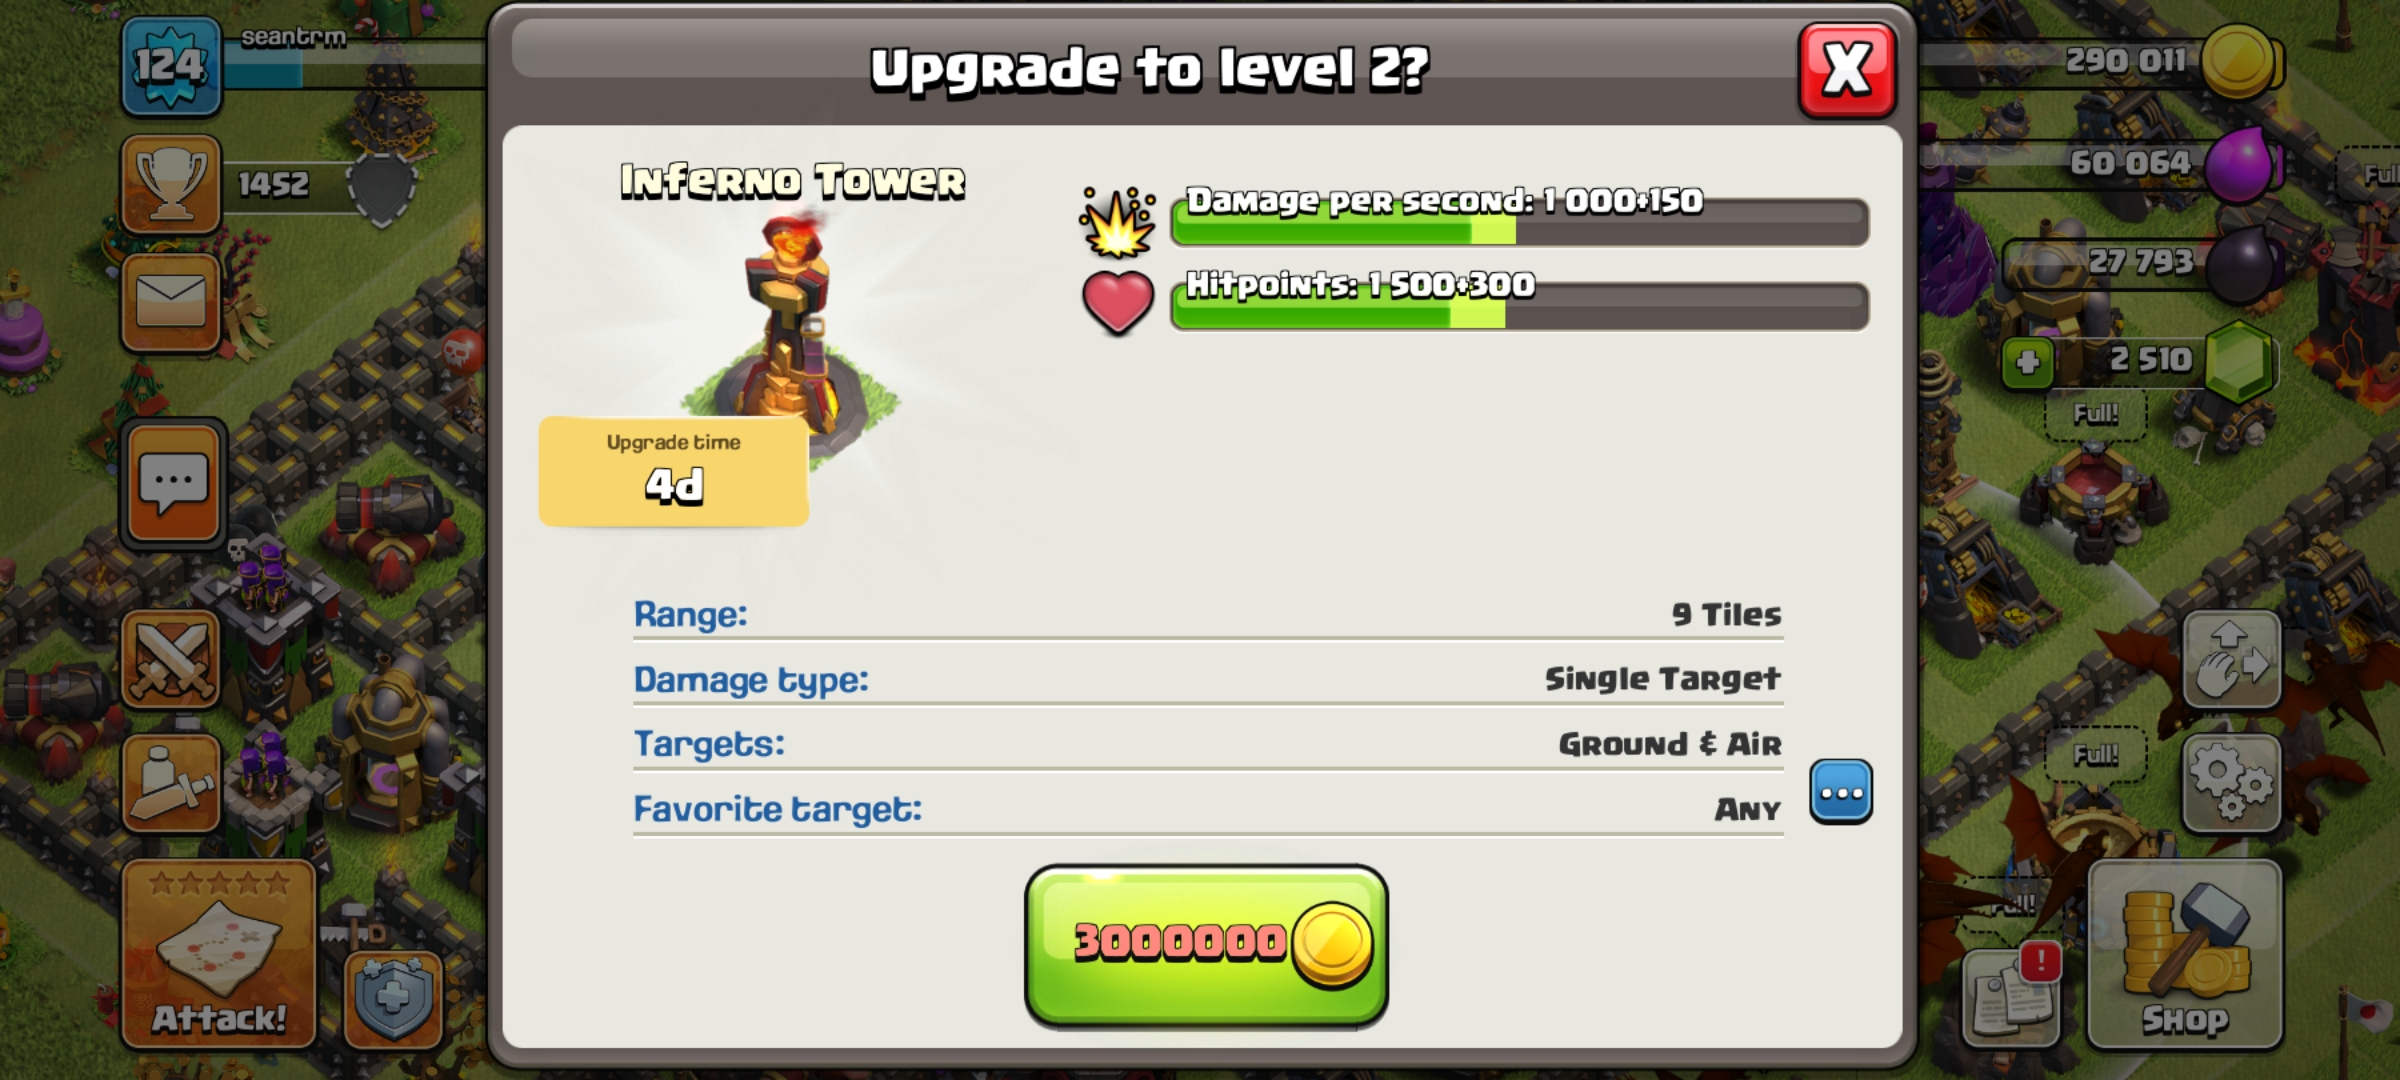 124
seantrm
1452
Attack!
Upgrade to level 2?
X
Inferno Tower
Damage per second: 1 000+150
Hitpoints: 1 500+300
Upgrade time
4d
Range: 9 Tiles
Damage type: Single Target
Targets: Ground & Air
Favorite target: Any
3000000
290 011
60 064
27 793
2 510
Full!
Full!
Full!
!
Shop